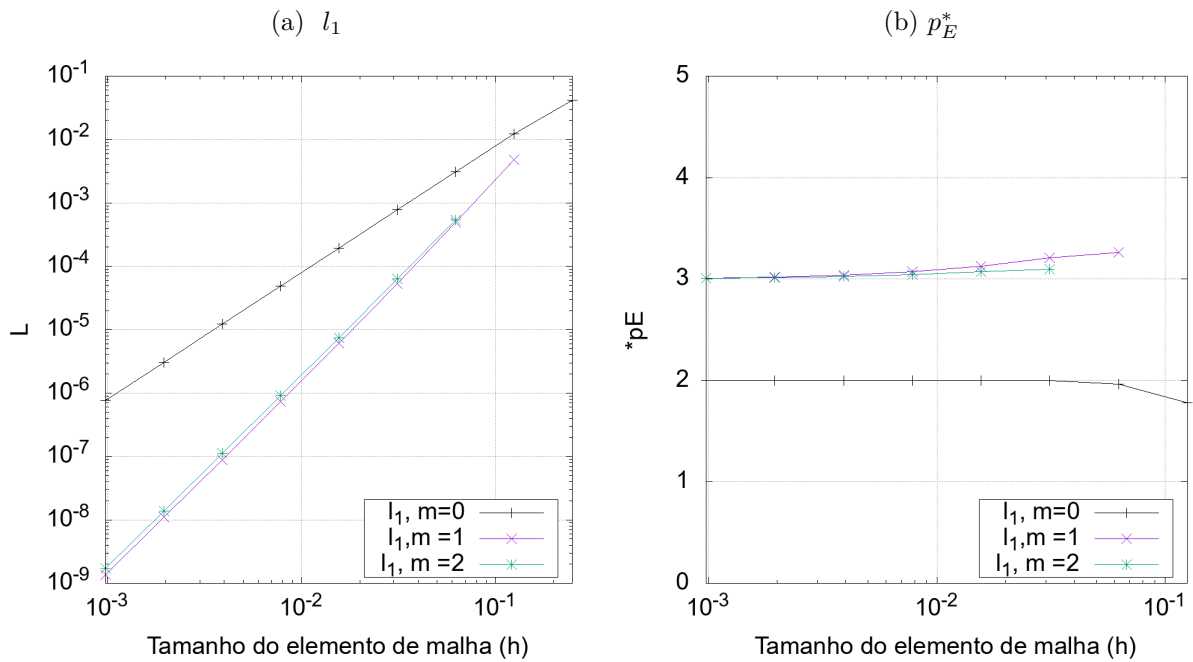 (a) l₁
10⁻¹
10⁻²
10⁻³
10⁻⁴
10⁻⁵
10⁻⁶
10⁻⁷
10⁻⁸
10⁻⁹
L
l₁, m=0
l₁,m =1
l₁, m =2
10⁻³ 10⁻² 10⁻¹
Tamanho do elemento de malha (h)
(b) p*_E
5
4
3
2
1
0
*pE
l₁, m=0
l₁,m =1
l₁, m =2
10⁻³ 10⁻² 10⁻¹
Tamanho do elemento de malha (h)